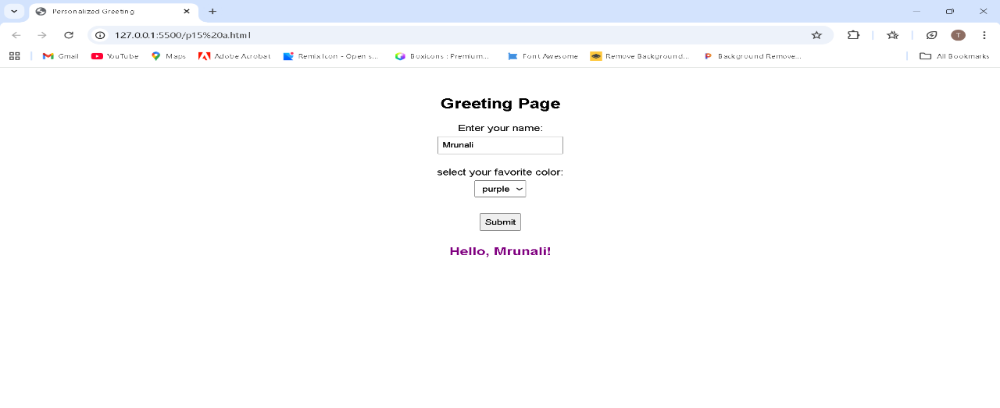 Personalized Greeting
127.0.0.1:5500/p15%20a.html
T
Gmail YouTube Maps Adobe Acrobat Remix Icon - Open s... Boxicons : Premium... Font Awesome Remove Background... Background Remove... All Bookmarks
Greeting Page
Enter your name:
Mrunali
select your favorite color:
purple
Submit
Hello, Mrunali!